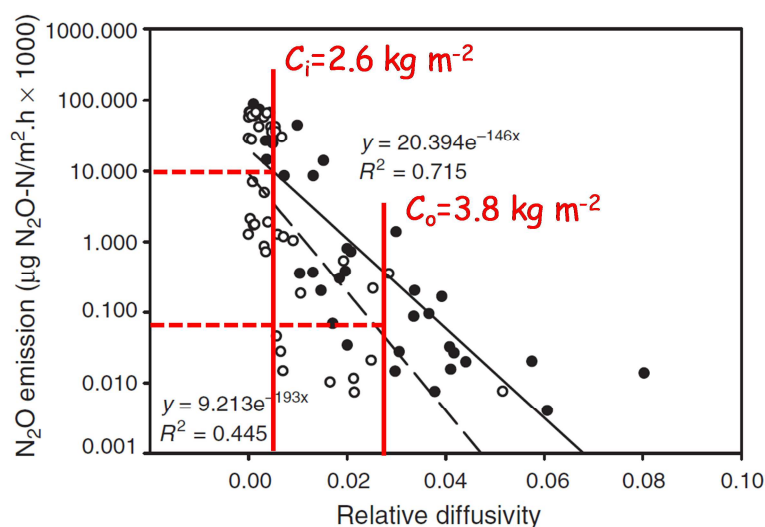 N₂O emission (μg N₂O-N/m².h × 1000)
1000.000
100.000
10.000
1.000
0.100
0.010
0.001
Cᵢ=2.6 kg m⁻²
y = 20.394e⁻¹⁴⁶ˣ
R² = 0.715
Cₒ=3.8 kg m⁻²
y = 9.213e⁻¹⁹³ˣ
R² = 0.445
0.00 0.02 0.04 0.06 0.08 0.10
Relative diffusivity